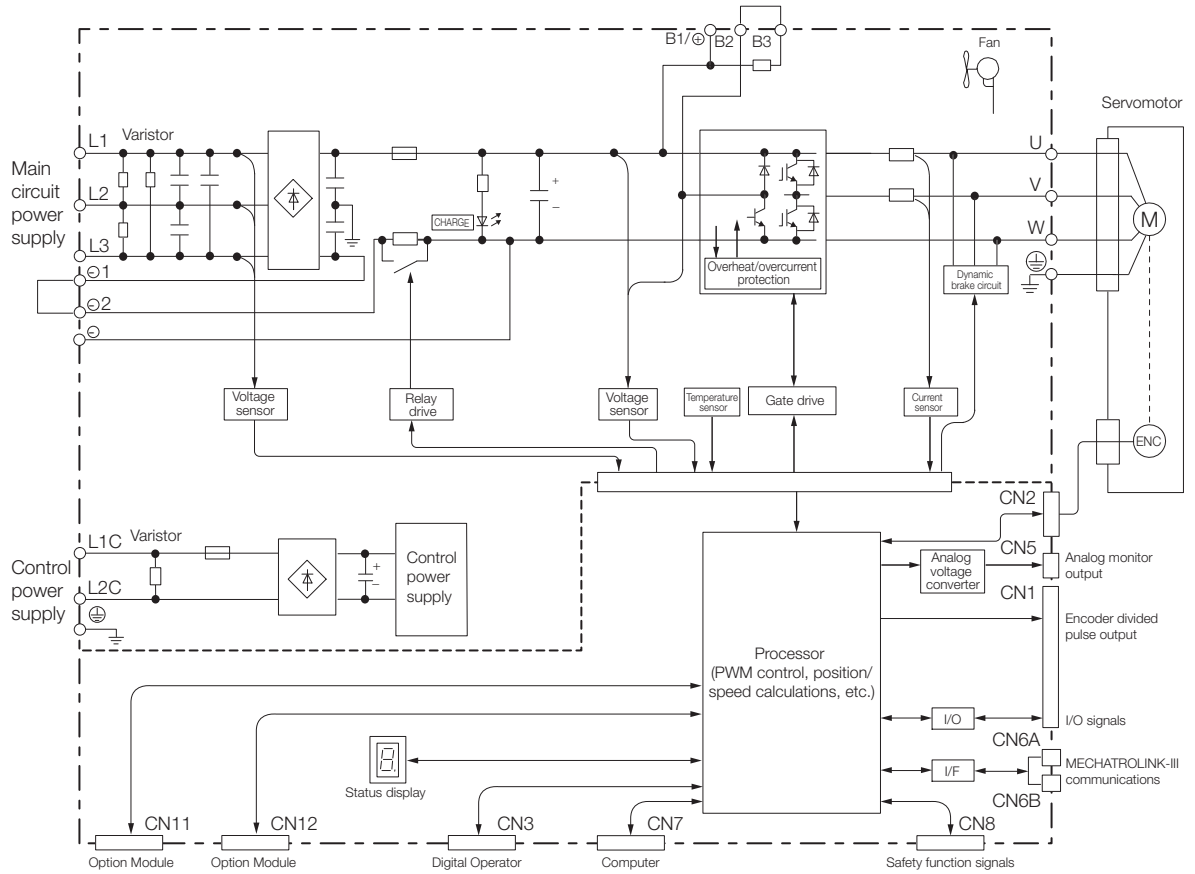 B1/⊕
B2
B3
Fan
Servomotor
Main
circuit
power
supply
L1
Varistor
L2
L3
⊖1
⊖2
⊖
CHARGE
+
−
Overheat/overcurrent
protection
U
V
W
M
Dynamic
brake circuit
Voltage
sensor
Relay
drive
Voltage
sensor
Temperature
sensor
Gate drive
Current
sensor
ENC
Control
power
supply
L1C
Varistor
L2C
+
−
Control
power
supply
CN2
CN5
Analog
voltage
converter
Analog monitor
output
CN1
Encoder divided
pulse output
Processor
(PWM control, position/
speed calculations, etc.)
I/O
I/O signals
CN6A
I/F
MECHATROLINK-III
communications
CN6B
8.
Status display
CN11
CN12
CN3
CN7
CN8
Option Module
Option Module
Digital Operator
Computer
Safety function signals